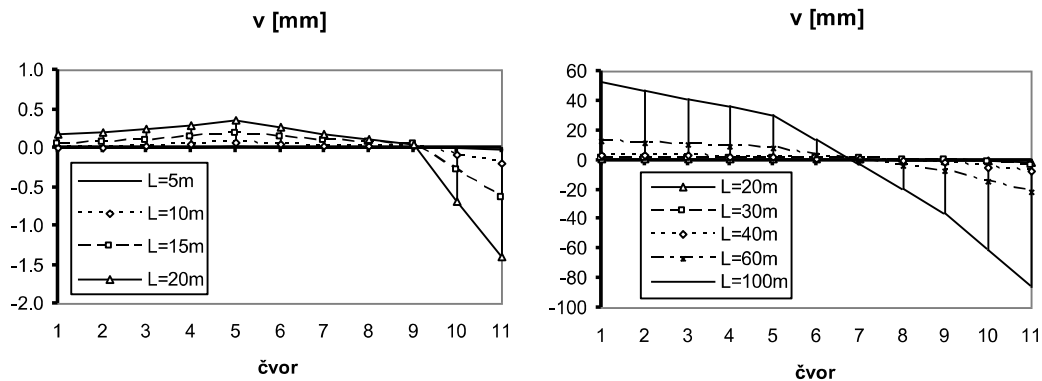 v [mm]
1.0
0.5
0.0
-0.5
-1.0
-1.5
-2.0
L=5m
L=10m
L=15m
L=20m
1 2 3 4 5 6 7 8 9 10 11
čvor
v [mm]
60
40
20
0
-20
-40
-60
-80
-100
L=20m
L=30m
L=40m
L=60m
L=100m
1 2 3 4 5 6 7 8 9 10 11
čvor